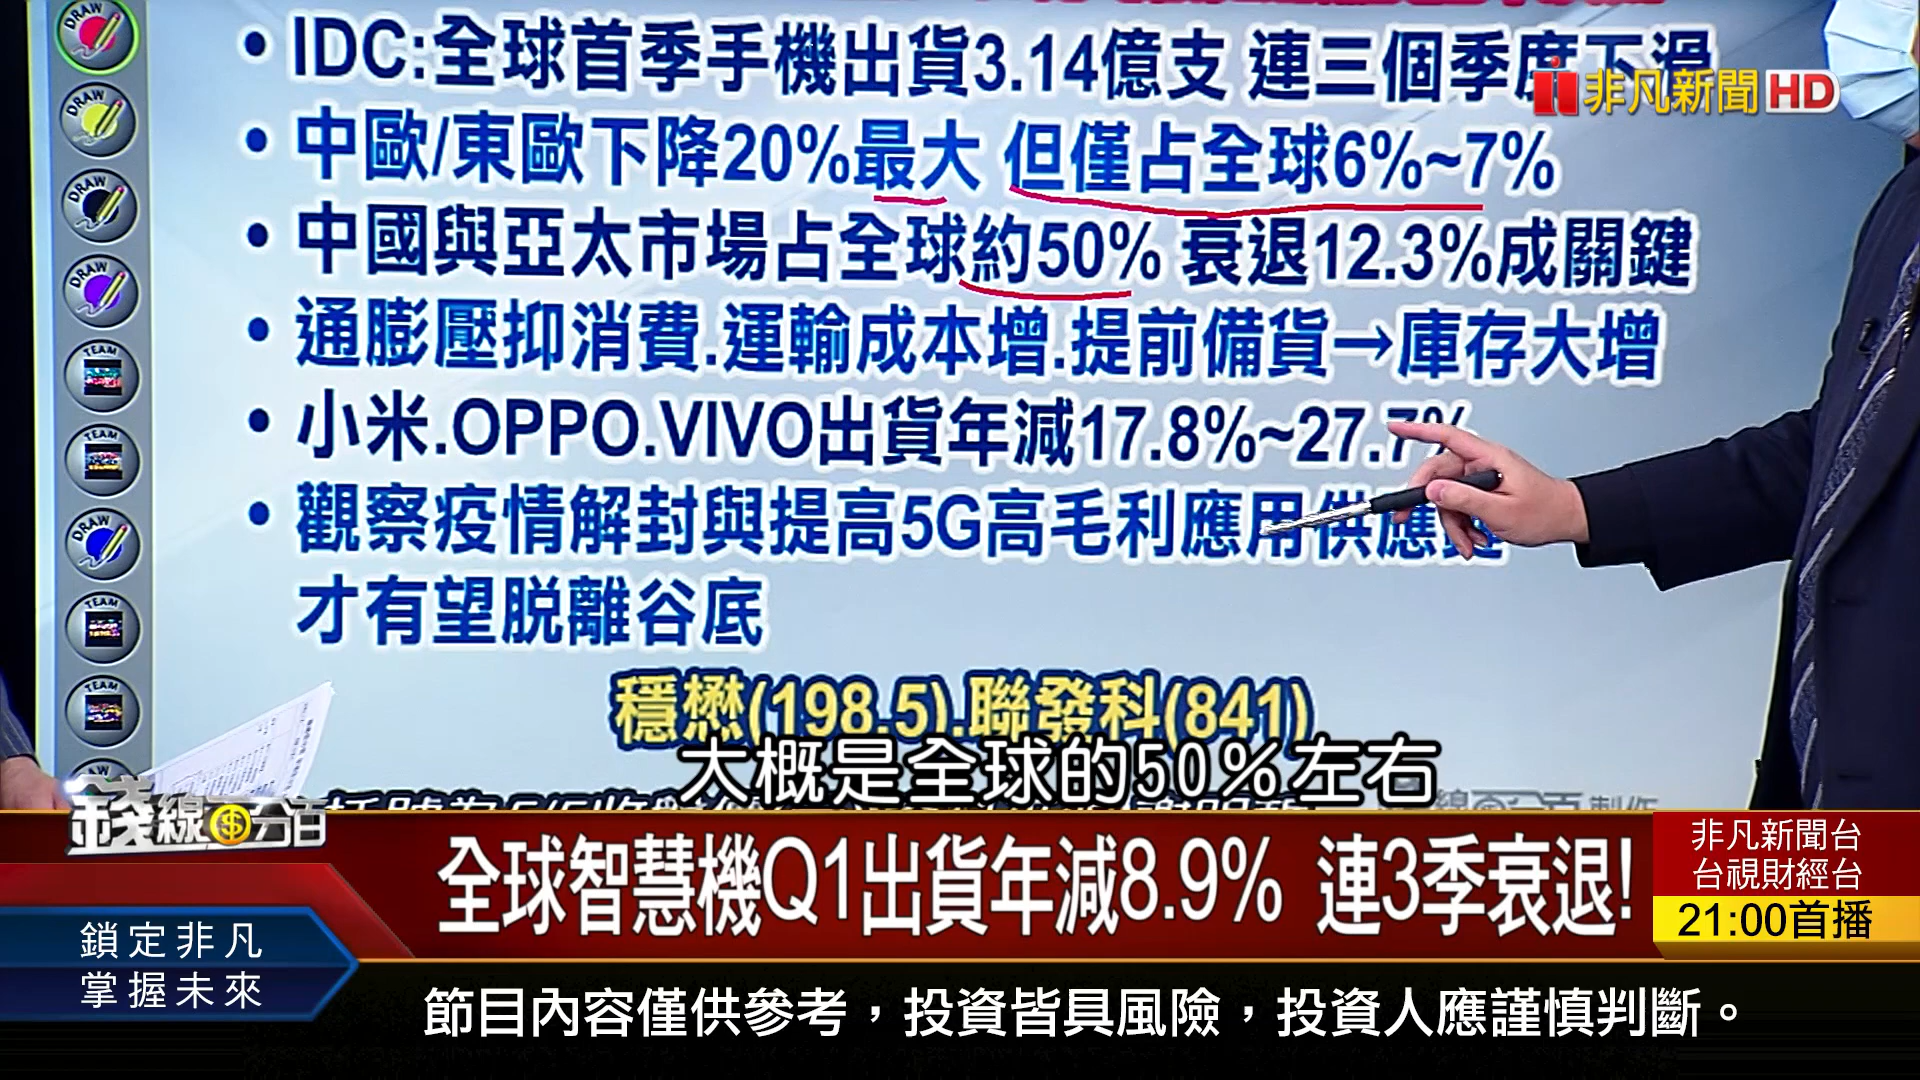 • IDC:全球首季手機出貨3.14億支 連三個季度下滑
非凡新聞HD
• 中歐/東歐下降20%最大 但僅占全球6%~7%
• 中國與亞太市場占全球約50% 衰退12.3%成關鍵
• 通膨壓抑消費.運輸成本增.提前備貨→庫存大增
• 小米.OPPO.VIVO出貨年減17.8%~27.7%
• 觀察疫情解封與提高5G高毛利應用供應鏈
才有望脫離谷底
穩懋(198.5).聯發科(841)
大概是全球的50%左右
DRAW
DRAW
DRAW
DRAW
TEAM
TEAM
DRAW
TEAM
TEAM
錢線百分百
全球智慧機Q1出貨年減8.9% 連3季衰退!
非凡新聞台
台視財經台
21:00首播
鎖定非凡
掌握未來
節目內容僅供參考，投資皆具風險，投資人應謹慎判斷。